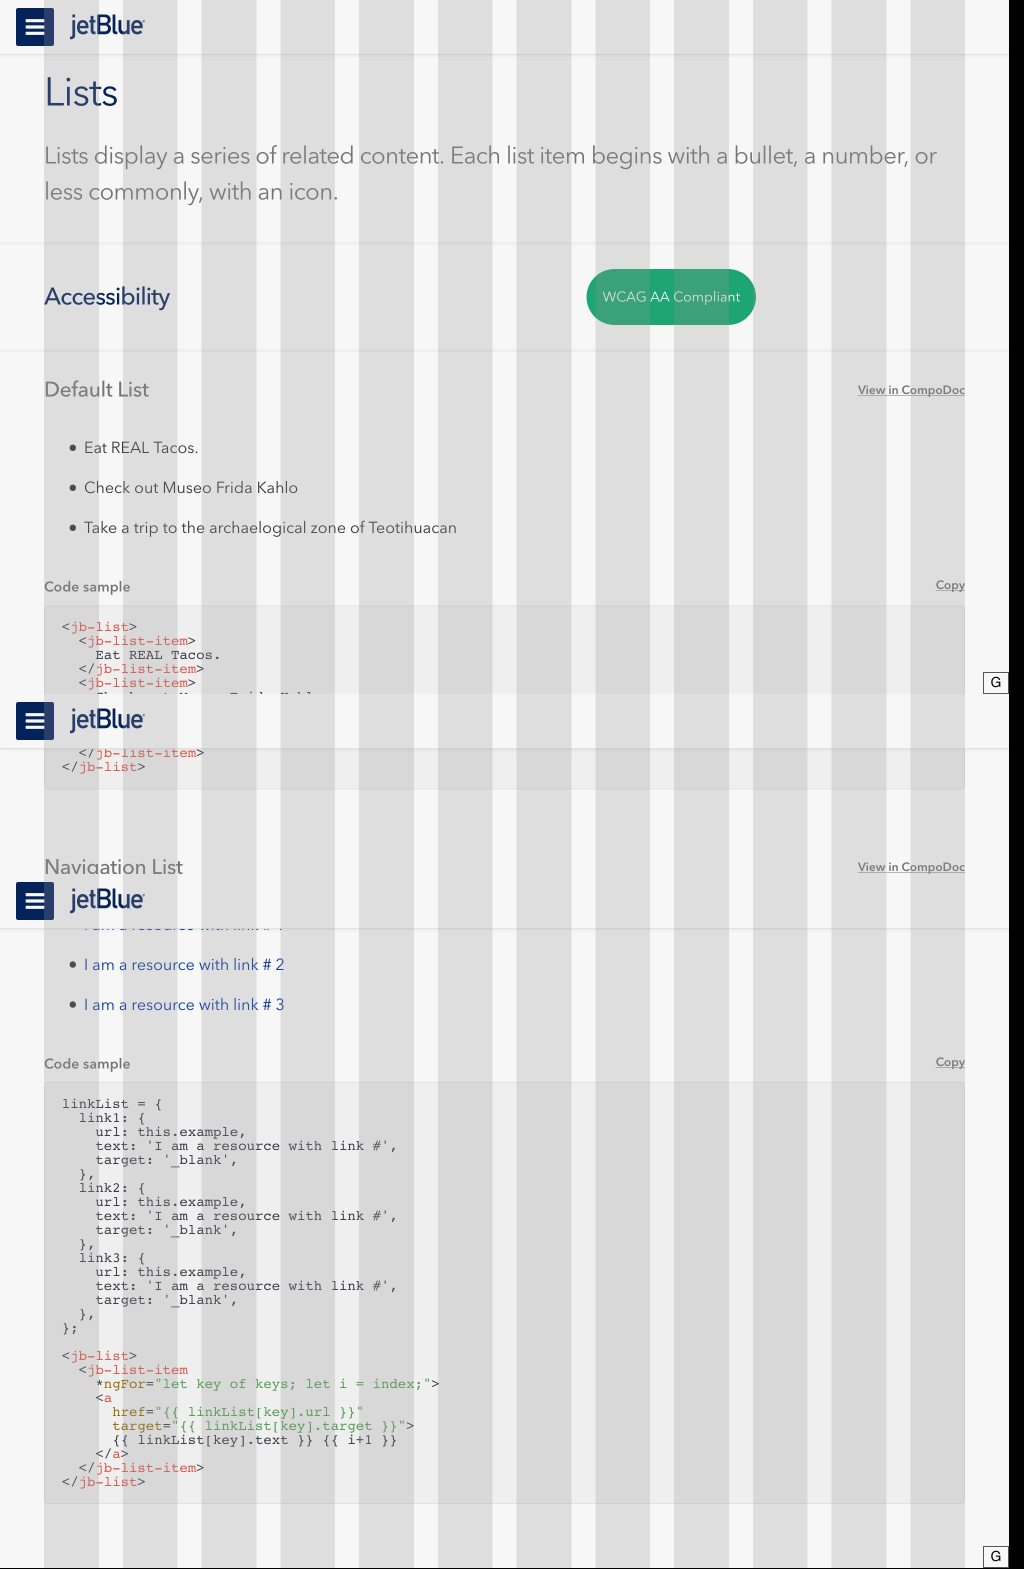 jetBlue
Lists
Lists display a series of related content. Each list item begins with a bullet, a number, or
less commonly, with an icon.
Accessibility
WCAG AA Compliant
Default List
View in CompoDoc
Eat REAL Tacos.
Check out Museo Frida Kahlo
Take a trip to the archaelogical zone of Teotihuacan
Code sample
Copy
<jb-list>
  <jb-list-item>
    Eat REAL Tacos.
  </jb-list-item>
  <jb-list-item>
G
jetBlue
  </jb-list-item>
</jb-list>
Navigation List
View in CompoDoc
jetBlue
I am a resource with link # 2
I am a resource with link # 3
Code sample
Copy
linkList = {
  link1: {
    url: this.example,
    text: 'I am a resource with link #',
    target: '_blank',
  },
  link2: {
    url: this.example,
    text: 'I am a resource with link #',
    target: '_blank',
  },
  link3: {
    url: this.example,
    text: 'I am a resource with link #',
    target: '_blank',
  },
};
<jb-list>
  <jb-list-item
    *ngFor="let key of keys; let i = index;">
    <a
      href="{{ linkList[key].url }}"
      target="{{ linkList[key].target }}">
      {{ linkList[key].text }} {{ i+1 }}
    </a>
  </jb-list-item>
</jb-list>
G